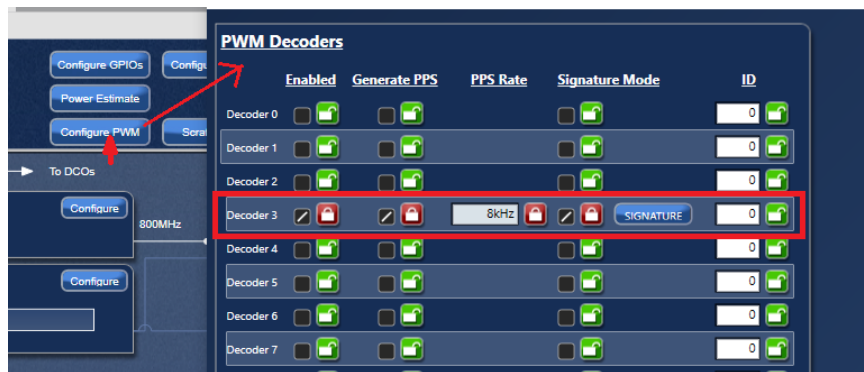 Configure GPIOs
Power Estimate
Configure PWM
To DCOs
Configure
800MHz
Configure
PWM Decoders
Enabled Generate PPS PPS Rate Signature Mode ID
Decoder 0 0
Decoder 1 0
Decoder 2 0
Decoder 3 8kHz SIGNATURE 0
Decoder 4 0
Decoder 5 0
Decoder 6 0
Decoder 7 0